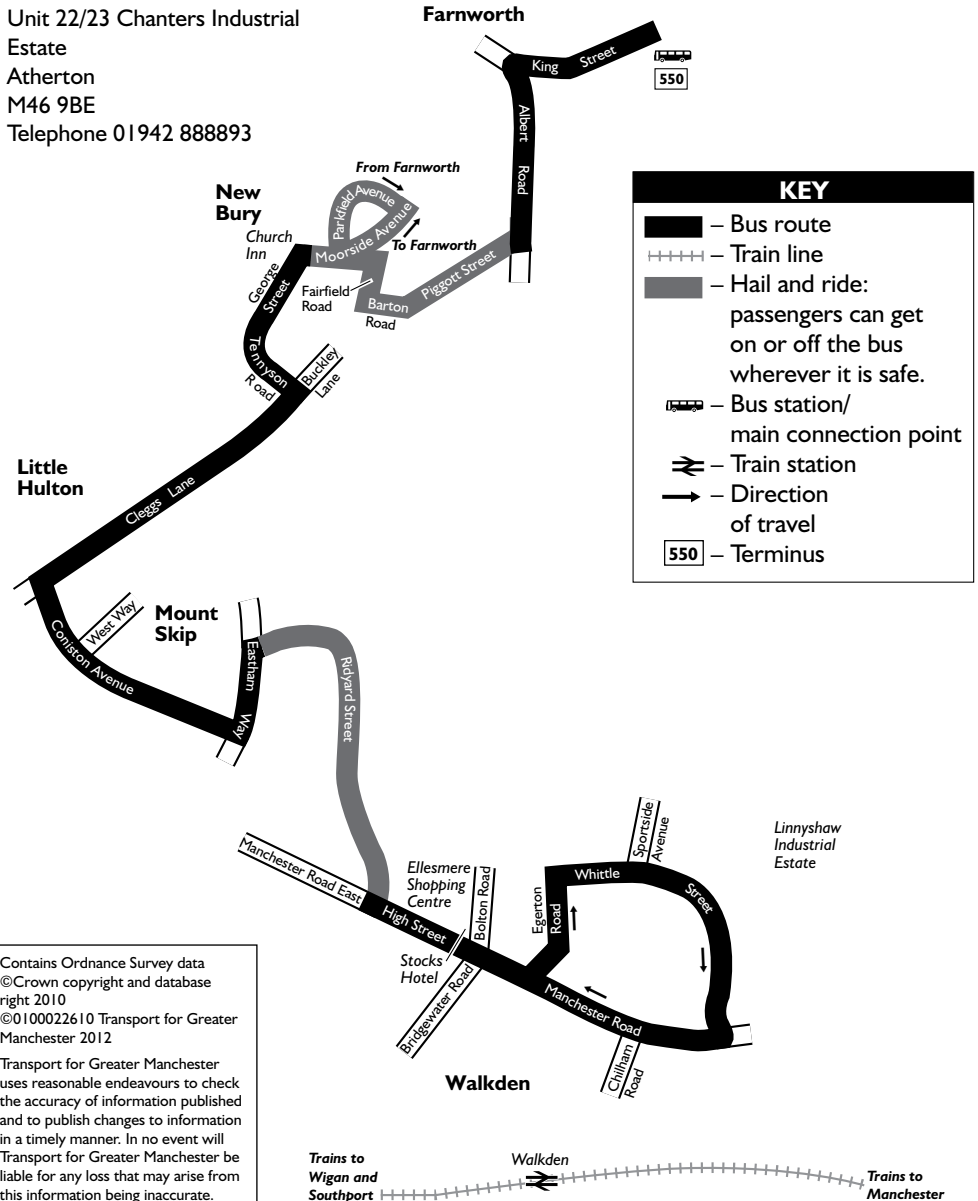 Unit 22/23 Chanters Industrial
Estate
Atherton
M46 9BE
Telephone 01942 888893
Farnworth
King Street
550
Albert Road
From Farnworth
New
Bury
Parkfield Avenue
Church
Inn
Moorside Avenue
To Farnworth
George
Street
Fairfield
Road
Barton
Road
Piggott Street
Tennyson
Road
Buckley
Lane
KEY
– Bus route
– Train line
– Hail and ride:
passengers can get
on or off the bus
wherever it is safe.
– Bus station/
main connection point
– Train station
– Direction
of travel
550 – Terminus
Little
Hulton
Cleggs Lane
Mount
Skip
West Way
Coniston Avenue
Eastham Way
Ridyard Street
Manchester Road East
High Street
Ellesmere
Shopping
Centre
Bolton Road
Stocks
Hotel
Bridgewater Road
Egerton
Road
Whittle Street
Sportside
Avenue
Linnyshaw
Industrial
Estate
Manchester Road
Chilham
Road
Walkden
Contains Ordnance Survey data
©Crown copyright and database
right 2010
©0100022610 Transport for Greater
Manchester 2012
Transport for Greater Manchester
uses reasonable endeavours to check
the accuracy of information published
and to publish changes to information
in a timely manner. In no event will
Transport for Greater Manchester be
liable for any loss that may arise from
this information being inaccurate.
Trains to
Wigan and
Southport
Walkden
Trains to
Manchester